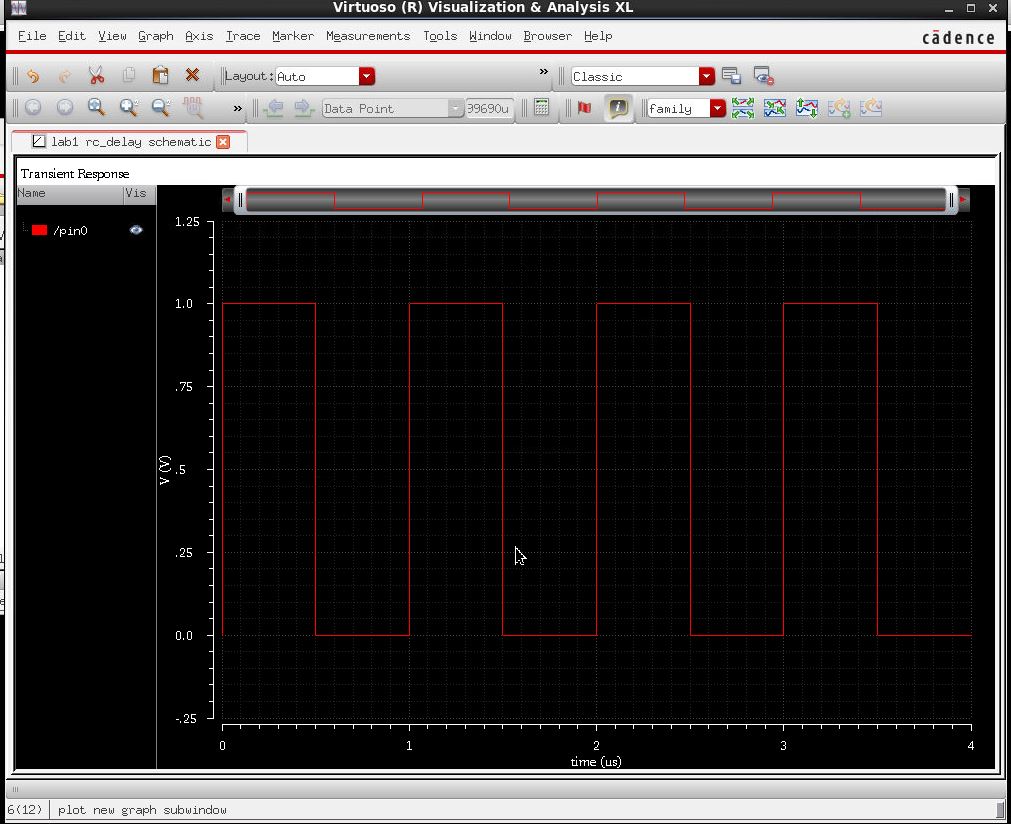 Virtuoso (R) Visualization & Analysis XL
File Edit View Graph Axis Trace Marker Measurements Tools Window Browser Help
cādence
Layout: Auto » Classic
» Data Point 39690u family
lab1 rc_delay schematic
Transient Response
Name Vis
/pin0
1.25
1.0
.75
.5
.25
0.0
-.25
V (V)
0 1 2 3 4
time (us)
6(12) plot new graph subwindow